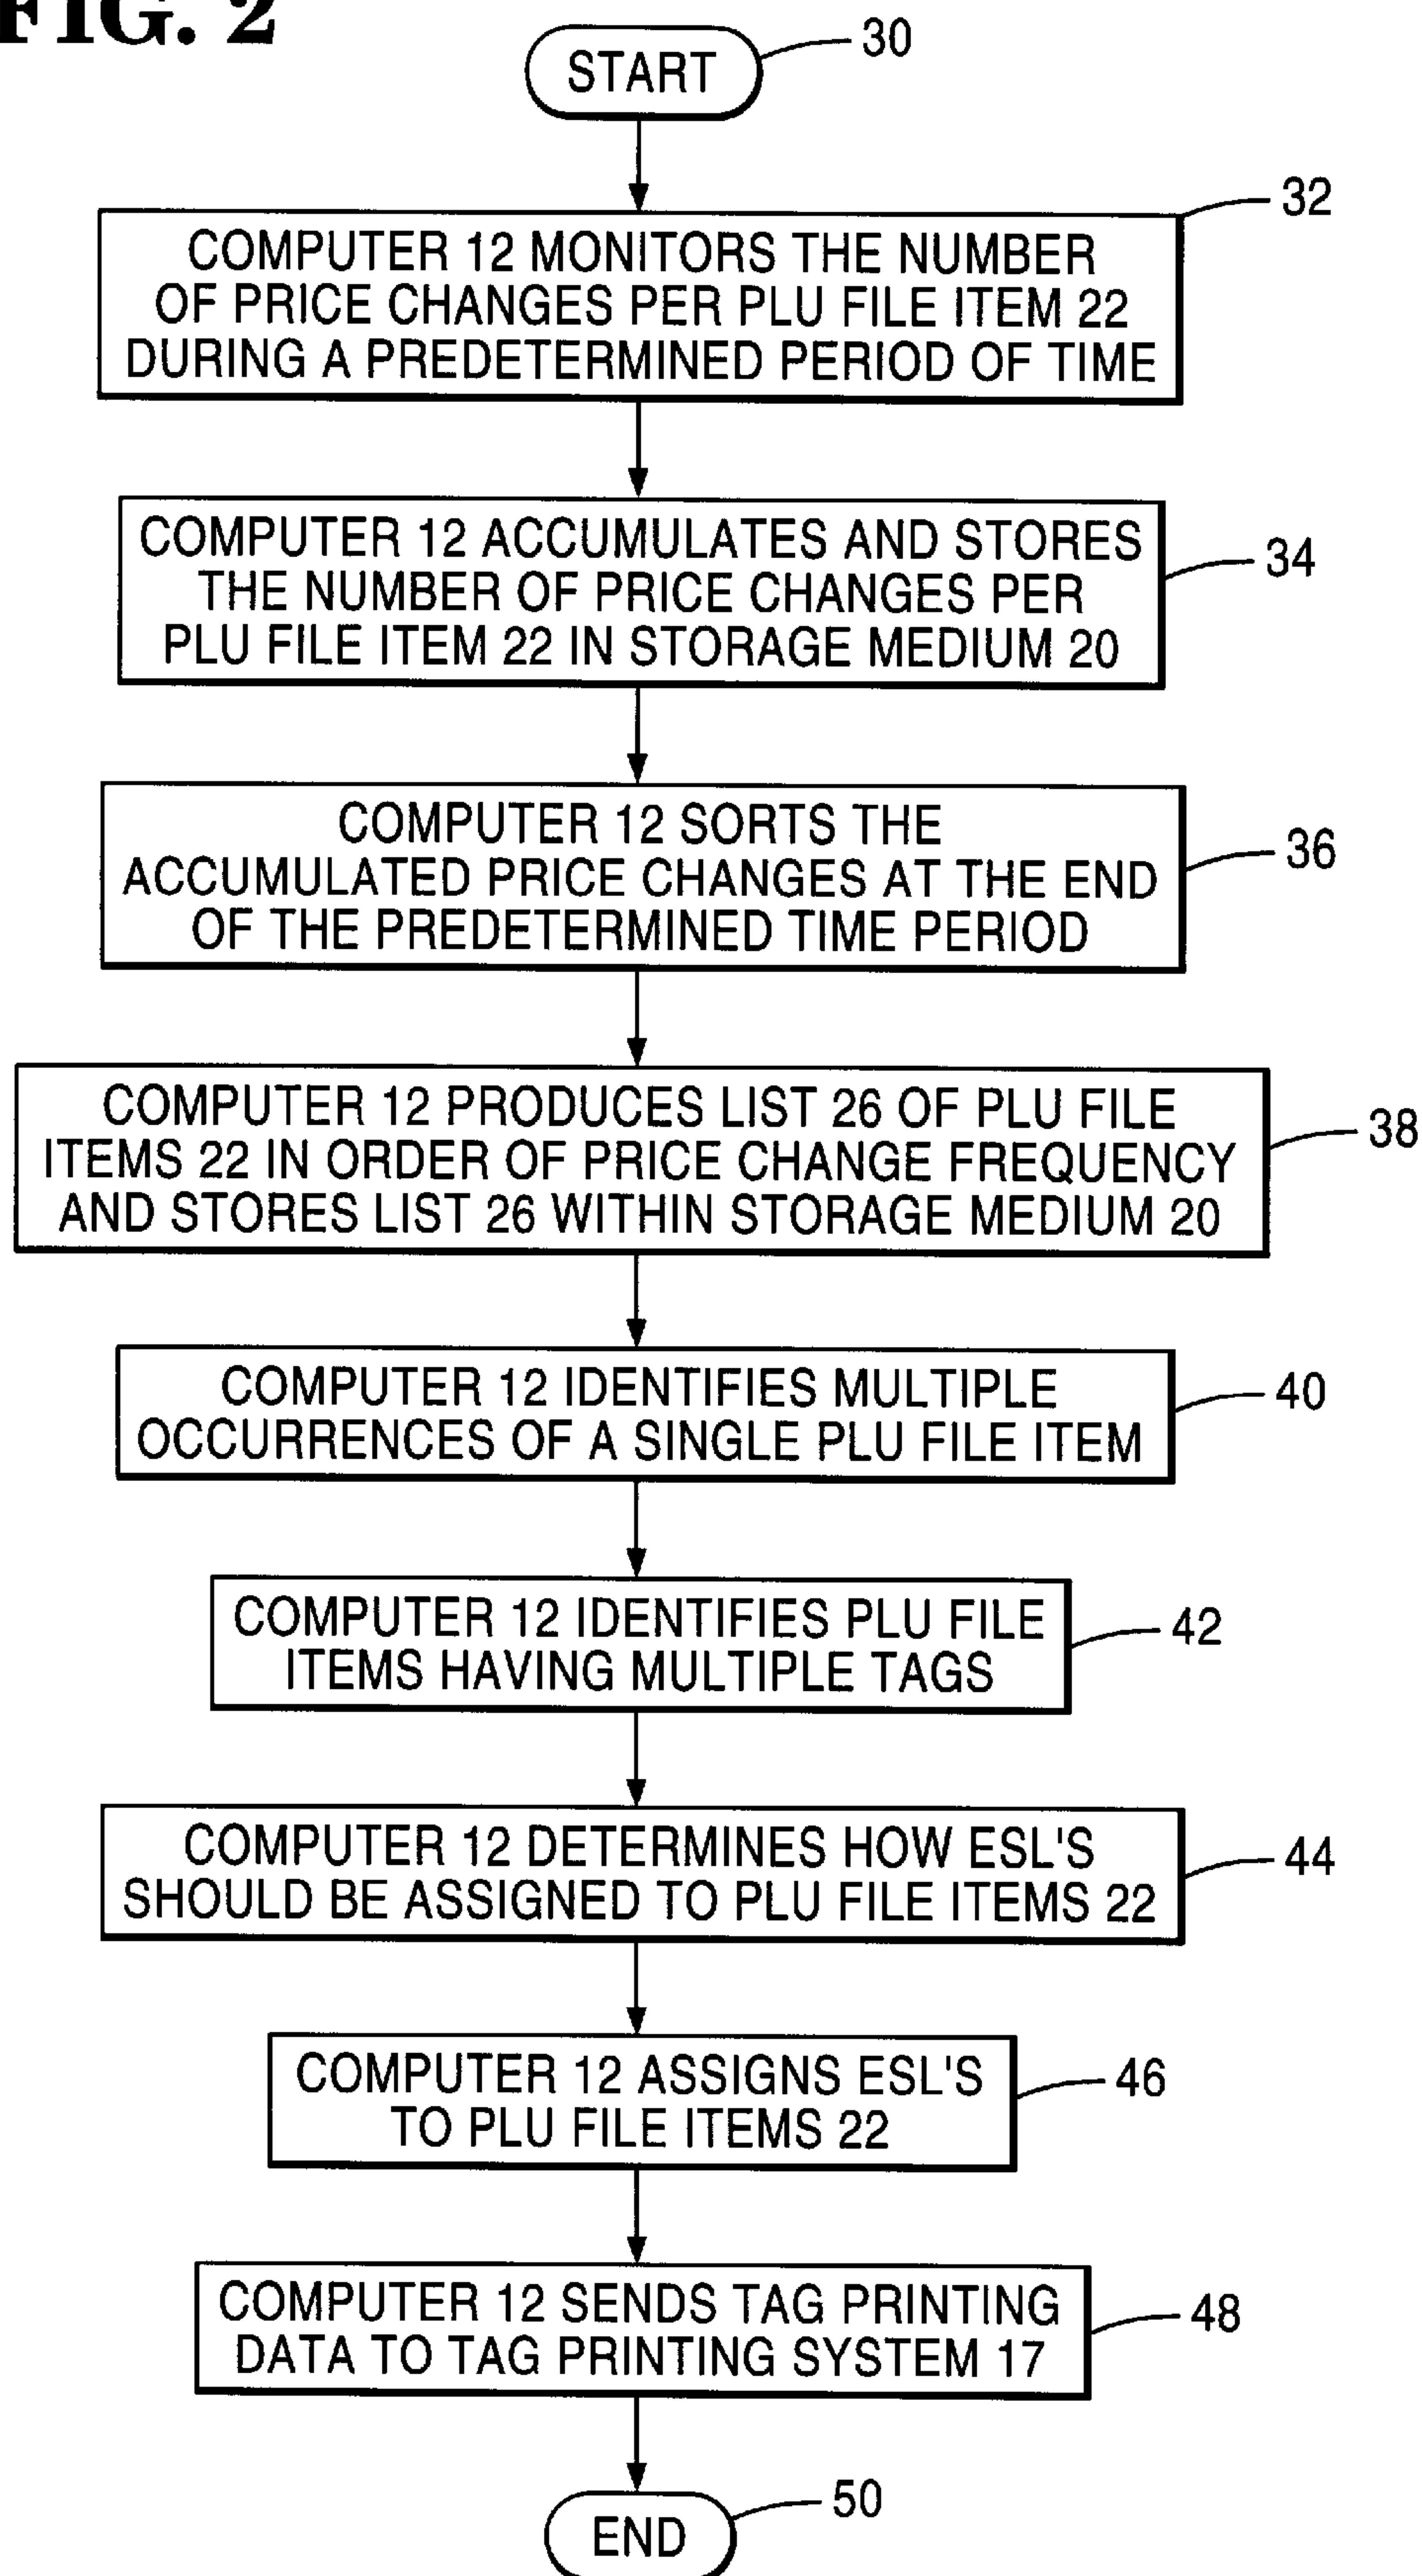 FIG. 2
START
30
32
COMPUTER 12 MONITORS THE NUMBER
OF PRICE CHANGES PER PLU FILE ITEM 22
DURING A PREDETERMINED PERIOD OF TIME
COMPUTER 12 ACCUMULATES AND STORES
THE NUMBER OF PRICE CHANGES PER
PLU FILE ITEM 22 IN STORAGE MEDIUM 20
34
COMPUTER 12 SORTS THE
ACCUMULATED PRICE CHANGES AT THE END
OF THE PREDETERMINED TIME PERIOD
36
COMPUTER 12 PRODUCES LIST 26 OF PLU FILE
ITEMS 22 IN ORDER OF PRICE CHANGE FREQUENCY
AND STORES LIST 26 WITHIN STORAGE MEDIUM 20
38
COMPUTER 12 IDENTIFIES MULTIPLE
OCCURRENCES OF A SINGLE PLU FILE ITEM
40
COMPUTER 12 IDENTIFIES PLU FILE
ITEMS HAVING MULTIPLE TAGS
42
COMPUTER 12 DETERMINES HOW ESL'S
SHOULD BE ASSIGNED TO PLU FILE ITEMS 22
44
COMPUTER 12 ASSIGNS ESL'S
TO PLU FILE ITEMS 22
46
COMPUTER 12 SENDS TAG PRINTING
DATA TO TAG PRINTING SYSTEM 17
48
END
50